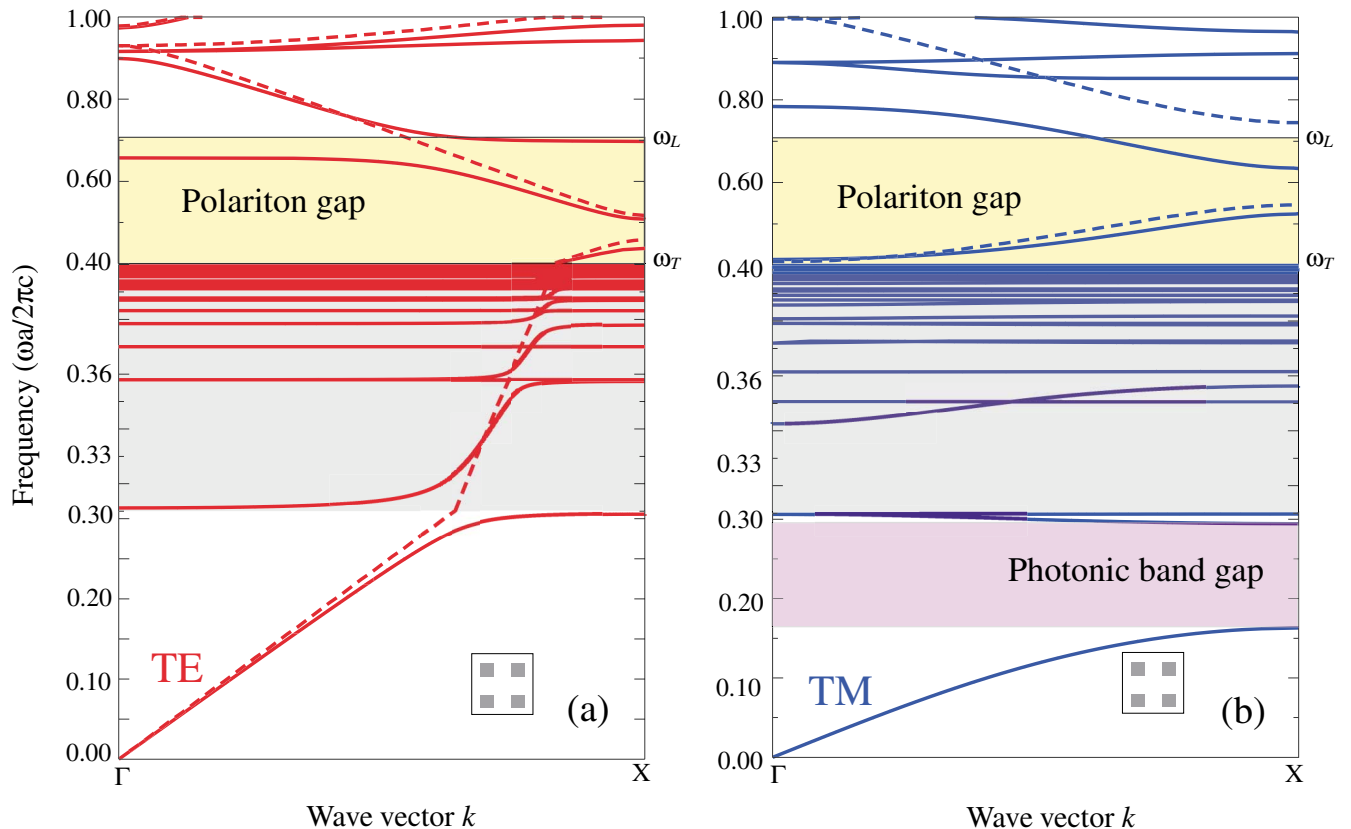 1.00
0.80
0.60
0.40
0.36
0.33
0.30
0.20
0.10
0.00
Frequency (ωa/2πc)
ω_L
ω_T
Polariton gap
TE
(a)
Γ
X
Wave vector k
1.00
0.80
0.60
0.40
0.36
0.33
0.30
0.20
0.10
0.00
ω_L
ω_T
Polariton gap
Photonic band gap
TM
(b)
Γ
X
Wave vector k